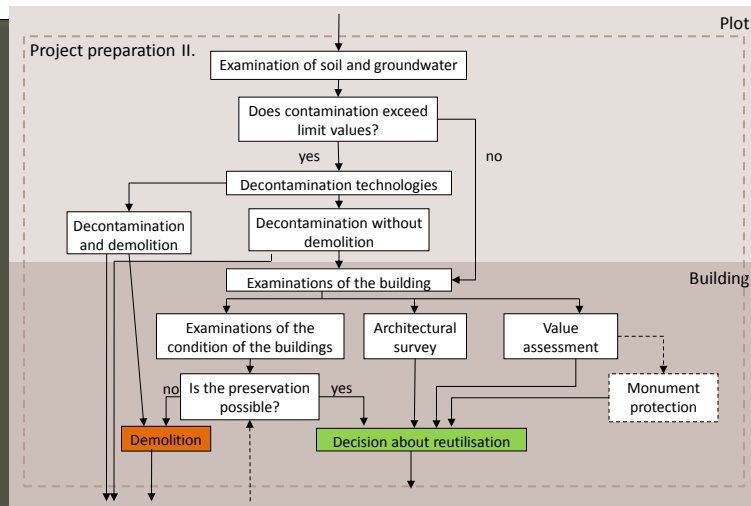 Plot
Project preparation II.
Examination of soil and groundwater
Does contamination exceed
limit values?
yes
no
Decontamination technologies
Decontamination
and demolition
Decontamination without
demolition
Building
Examinations of the building
Examinations of the
condition of the buildings
Architectural
survey
Value
assessment
no
Is the preservation
possible?
yes
Monument
protection
Demolition
Decision about reutilisation